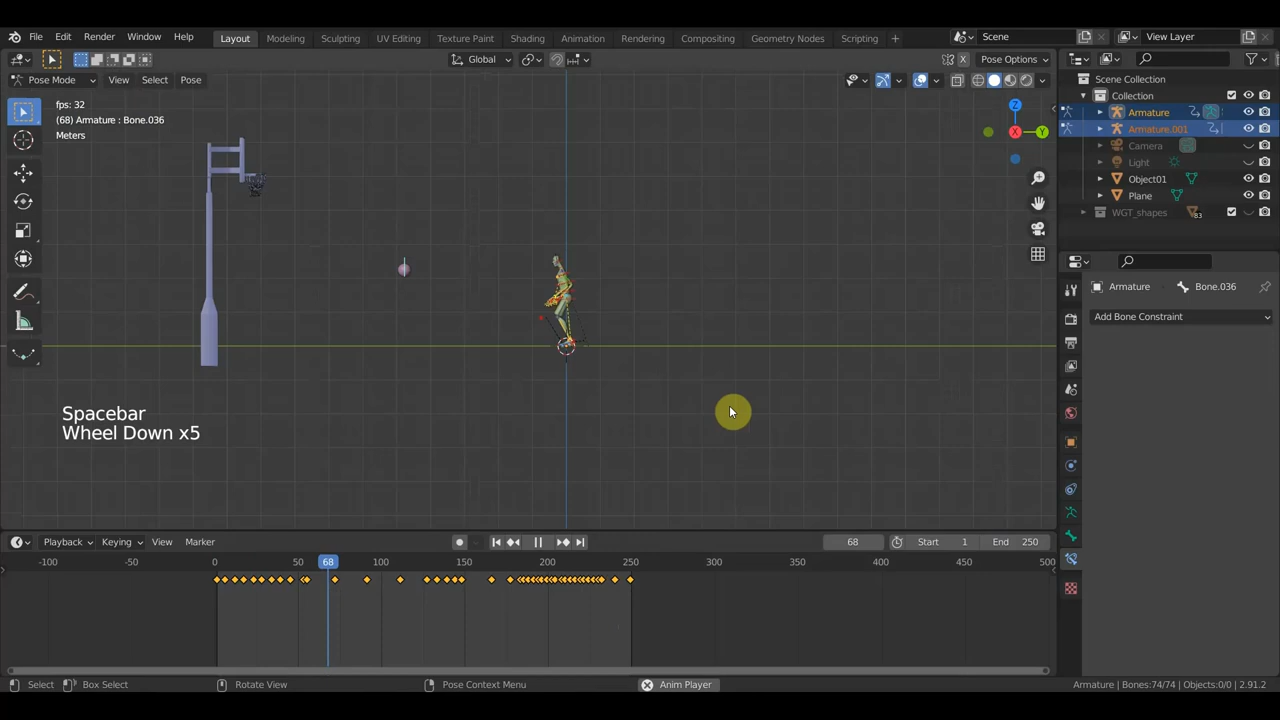 File Edit Render Window Help Layout Modeling Sculpting UV Editing Texture Paint Shading Animation Rendering Compositing Geometry Nodes Scripting + Scene View Layer
Global X Pose Options
Pose Mode View Select Pose
fps: 32
(68) Armature : Bone.036
Meters
Z
X
Y
Spacebar
Wheel Down x5
Scene Collection
Collection
Armature
Armature.001
Camera
Light
Object01
Plane
WGT_shapes 83
Armature Bone.036
Add Bone Constraint
Playback Keying View Marker 68 Start 1 End 250
-100 0 50 68 100 150 200 250 300 350 400 450 500
Select Box Select Rotate View Pose Context Menu Anim Player Armature | Bones:74/74 | Objects:0/0 | 2.91.2